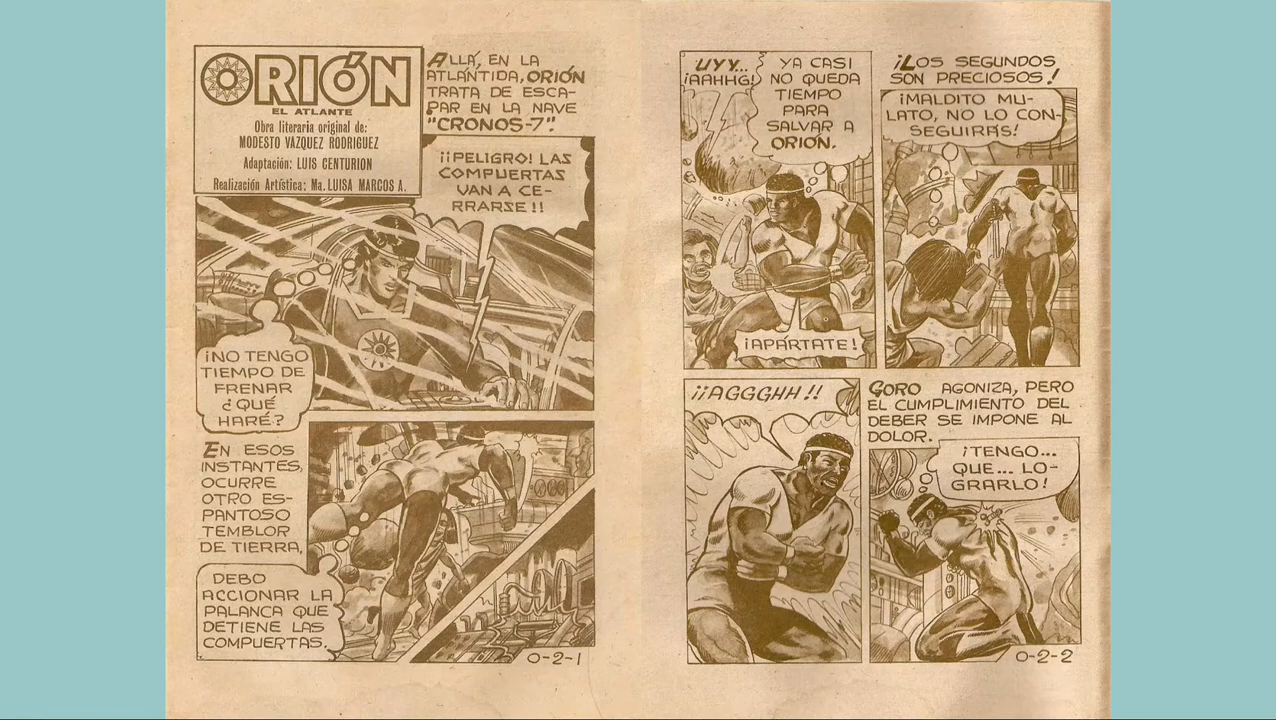 ORIÓN
EL ATLANTE
Obra literaria original de:
MODESTO VÁZQUEZ RODRIGUEZ
Adaptación: LUIS CENTURION
Realización Artística: Ma. LUISA MARCOS A.
ALLÁ, EN LA
ATLÁNTIDA, ORIÓN
TRATA DE ESCA-
PAR EN LA NAVE
"CRONOS-7".
¡¡PELIGRO! LAS
COMPUERTAS
VAN A CE-
RRARSE!!
¡NO TENGO
TIEMPO DE
FRENAR
¿QUÉ
HARÉ?
EN ESOS
INSTANTES,
OCURRE
OTRO ES-
PANTOSO
TEMBLOR
DE TIERRA.
DEBO
ACCIONAR LA
PALANCA QUE
DETIENE LAS
COMPUERTAS.
O-2-1
UYY...
¡AAHHG!
YA CASI
NO QUEDA
TIEMPO
PARA
SALVAR A
ORIÓN.
¡APÁRTATE!
¡LOS SEGUNDOS
SON PRECIOSOS!
¡MALDITO MU-
LATO, NO LO CON-
SEGUIRÁS!
¡¡AGGGHH!!
GORO AGONIZA, PERO
EL CUMPLIMIENTO DEL
DEBER SE IMPONE AL
DOLOR.
¡TENGO...
QUE... LO-
GRARLO!
O-2-2